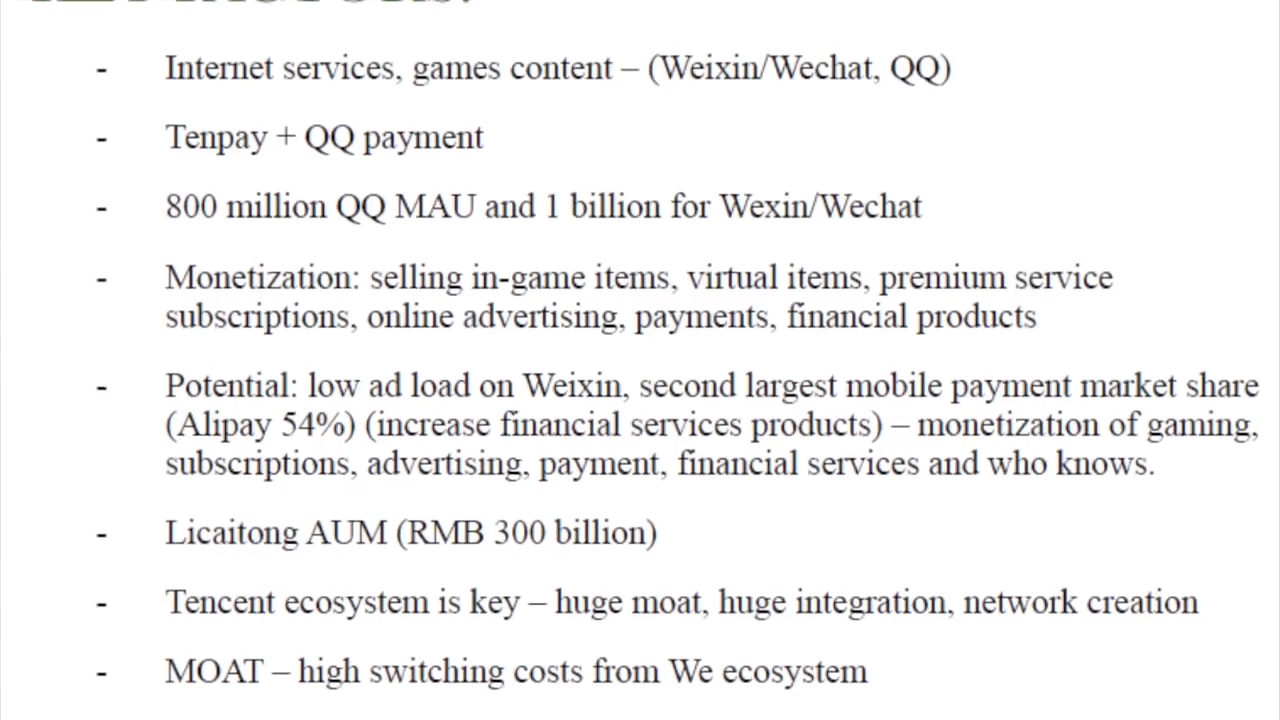 - Internet services, games content – (Weixin/Wechat, QQ)
- Tenpay + QQ payment
- 800 million QQ MAU and 1 billion for Wexin/Wechat
- Monetization: selling in-game items, virtual items, premium service
subscriptions, online advertising, payments, financial products
- Potential: low ad load on Weixin, second largest mobile payment market share
(Alipay 54%) (increase financial services products) – monetization of gaming,
subscriptions, advertising, payment, financial services and who knows.
- Licaitong AUM (RMB 300 billion)
- Tencent ecosystem is key – huge moat, huge integration, network creation
- MOAT – high switching costs from We ecosystem